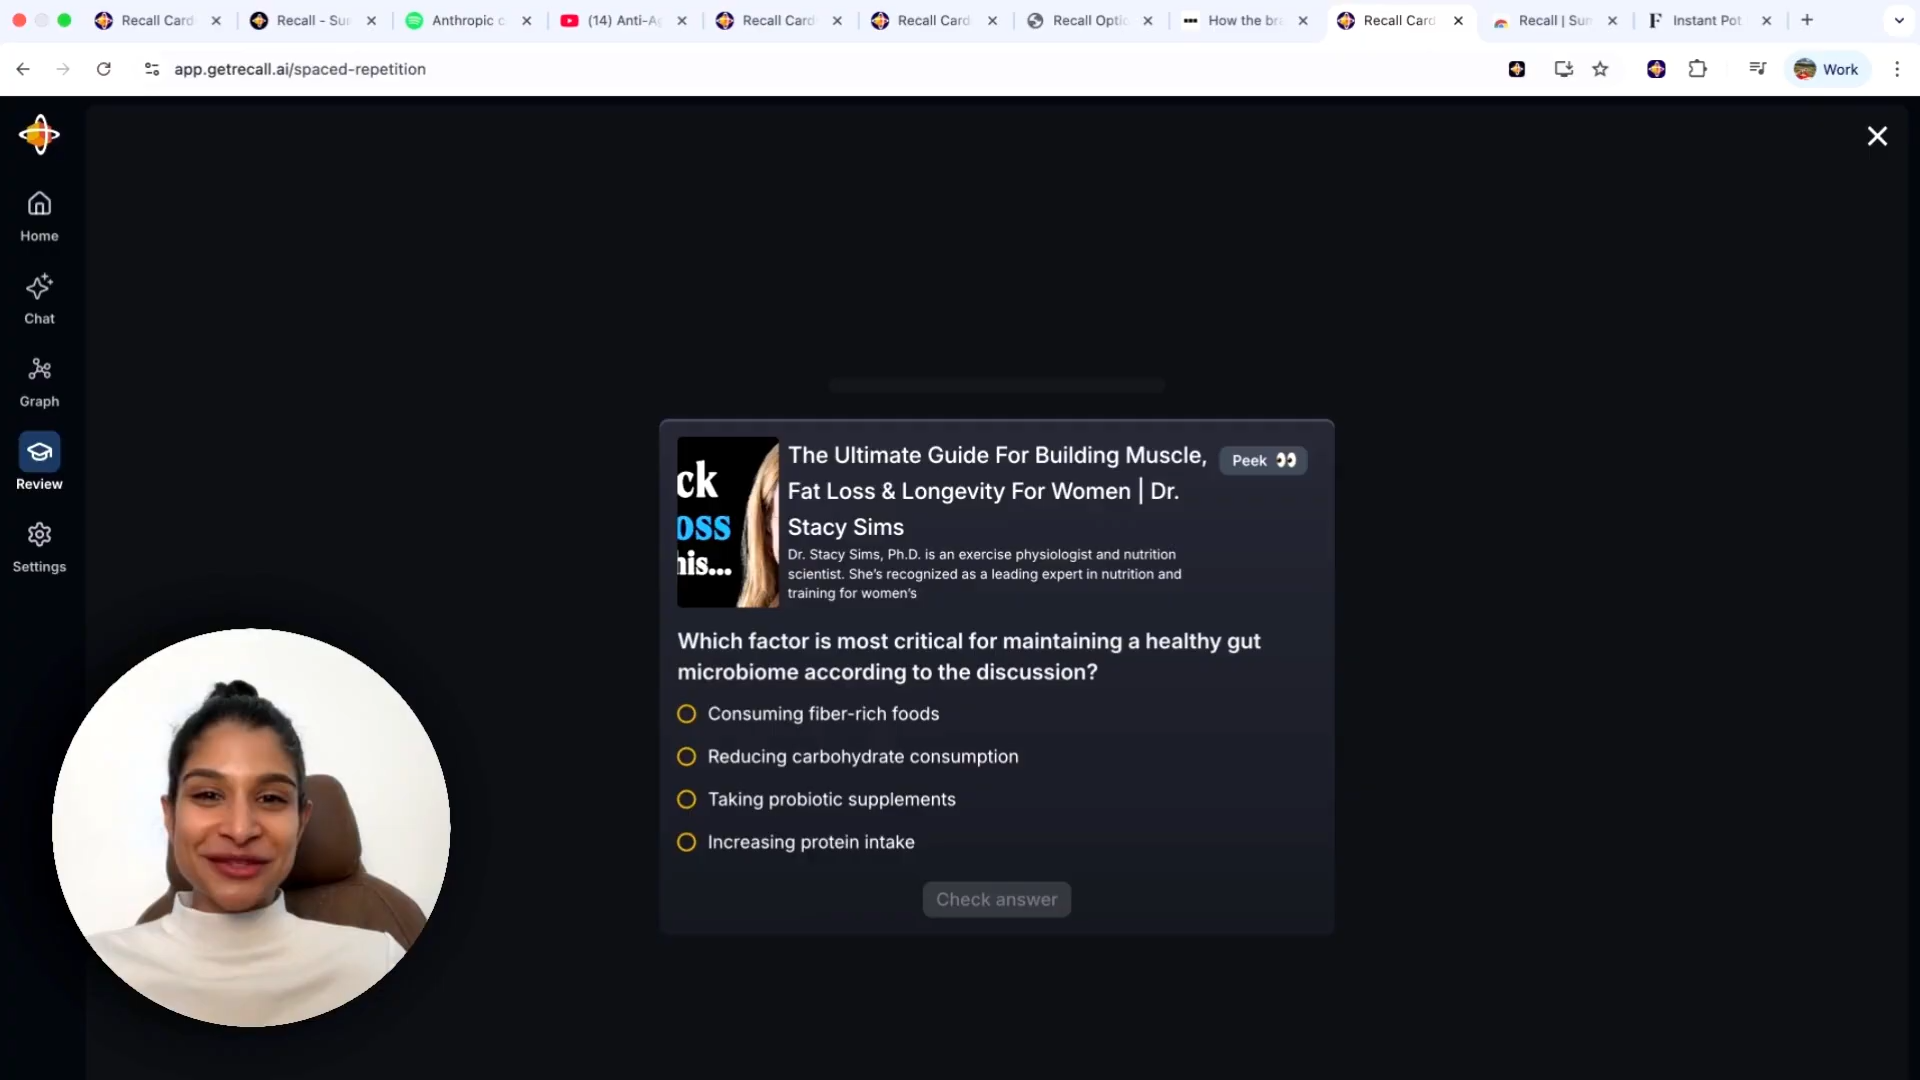 Recall Card
Recall - Su
Anthropic c
(14) Anti-A
Recall Card
Recall Card
Recall Optic
How the bra
Recall Card
Recall | Sum
Instant Pot
app.getrecall.ai/spaced-repetition
Work
Home
Chat
Graph
Review
Settings
ck
oss
his...
The Ultimate Guide For Building Muscle,
Fat Loss & Longevity For Women | Dr.
Stacy Sims
Peek
Dr. Stacy Sims, Ph.D. is an exercise physiologist and nutrition
scientist. She’s recognized as a leading expert in nutrition and
training for women’s
Which factor is most critical for maintaining a healthy gut
microbiome according to the discussion?
Consuming fiber-rich foods
Reducing carbohydrate consumption
Taking probiotic supplements
Increasing protein intake
Check answer